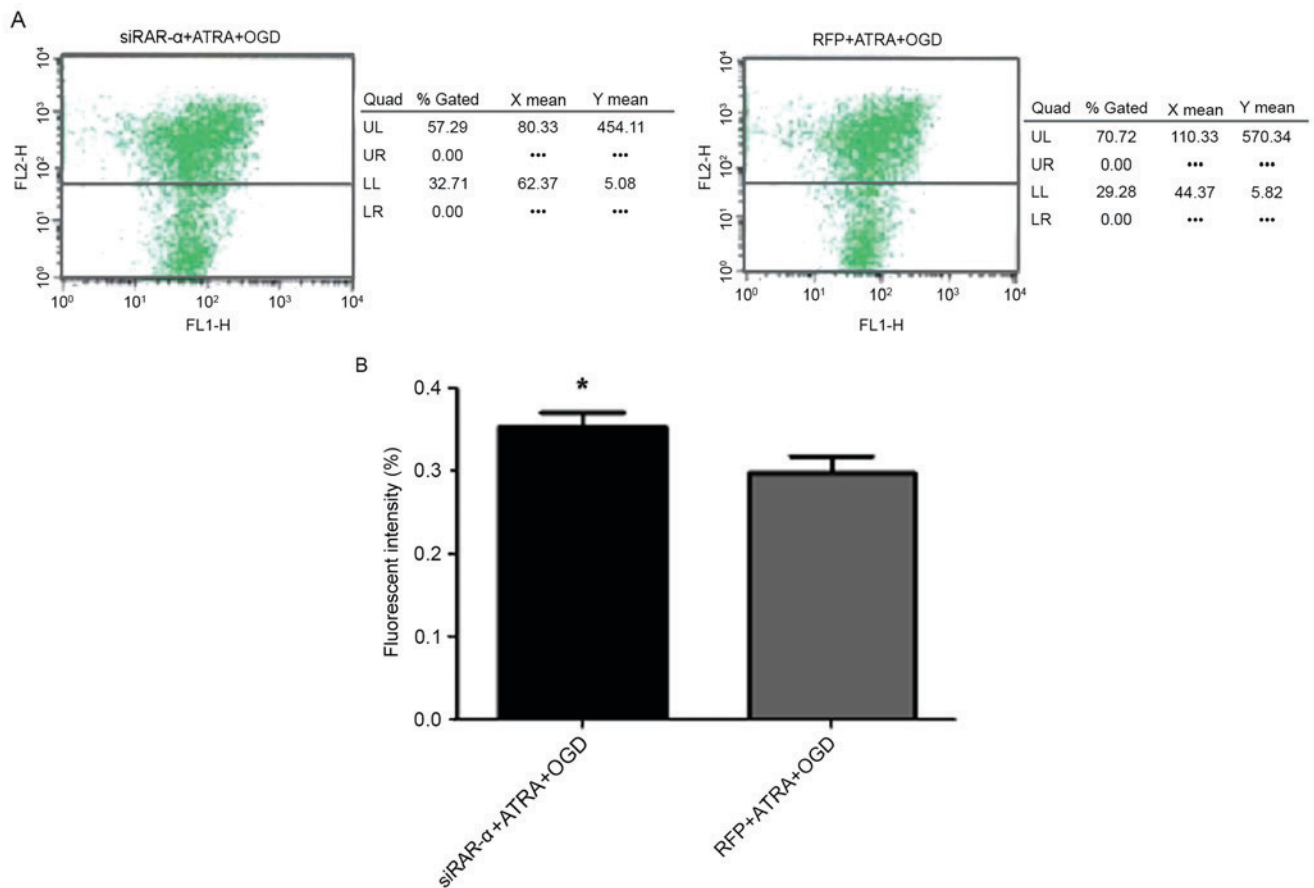 A
siRAR-α+ATRA+OGD
10⁴
10³
10²
10¹
10⁰
FL2-H
10⁰ 10¹ 10² 10³ 10⁴
FL1-H
Quad % Gated X mean Y mean
UL 57.29 80.33 454.11
UR 0.00 ••• •••
LL 32.71 62.37 5.08
LR 0.00 ••• •••
RFP+ATRA+OGD
10⁴
10³
10²
10¹
10⁰
FL2-H
10⁰ 10¹ 10² 10³ 10⁴
FL1-H
Quad % Gated X mean Y mean
UL 70.72 110.33 570.34
UR 0.00 ••• •••
LL 29.28 44.37 5.82
LR 0.00 ••• •••
B
*
0.4
0.3
0.2
0.1
0.0
Fluorescent intensity (%)
siRAR-α+ATRA+OGD
RFP+ATRA+OGD